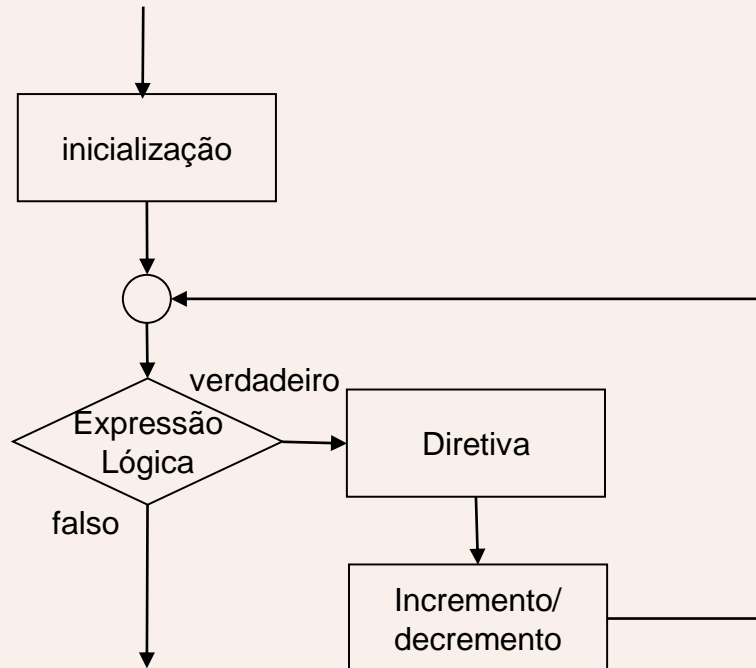 inicialização
verdadeiro
Expressão
Lógica
Diretiva
falso
Incremento/
decremento